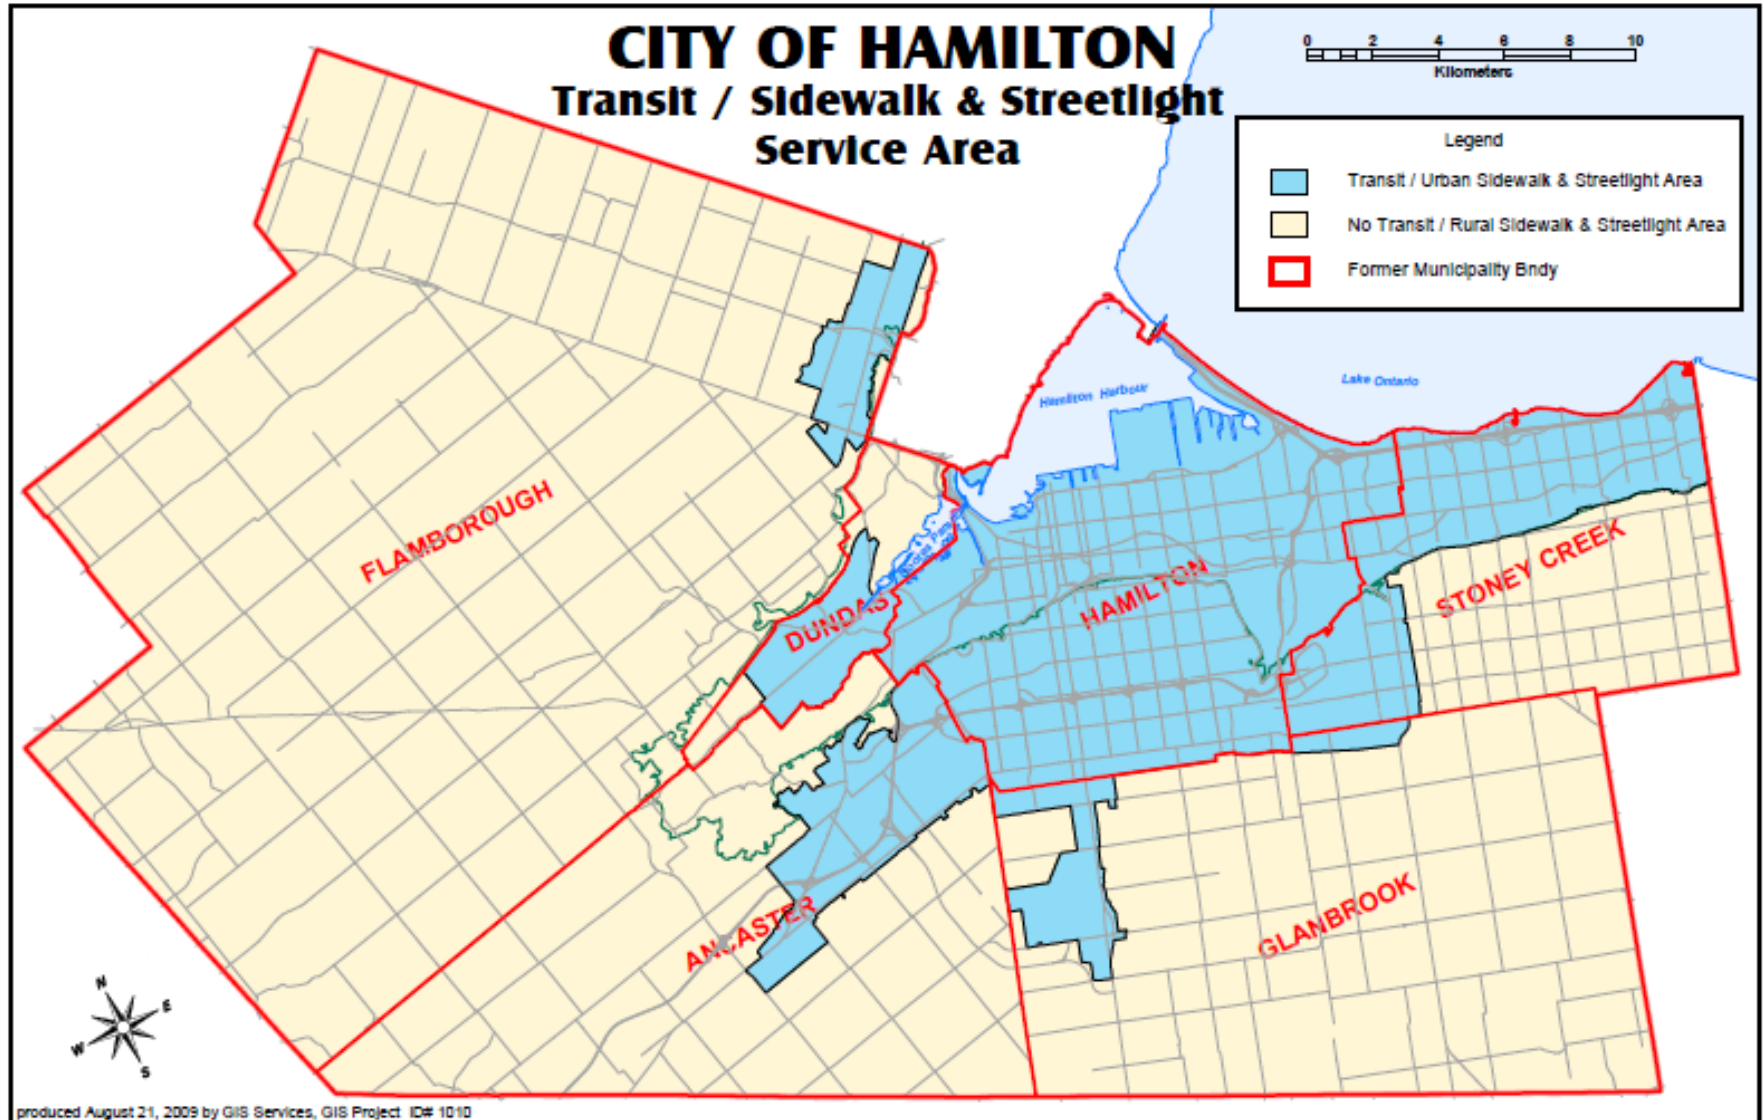 CITY OF HAMILTON
Transit / Sidewalk & Streetlight
Service Area
0 2 4 6 8 10
Kilometers
Legend
Transit / Urban Sidewalk & Streetlight Area
No Transit / Rural Sidewalk & Streetlight Area
Former Municipality Bndy
Lake Ontario
Hamilton Harbour
FLAMBOROUGH
DUNDAS
HAMILTON
STONEY CREEK
ANCASTER
GLANBROOK
N
E
W
S
produced August 21, 2009 by GIS Services, GIS Project ID# 1010